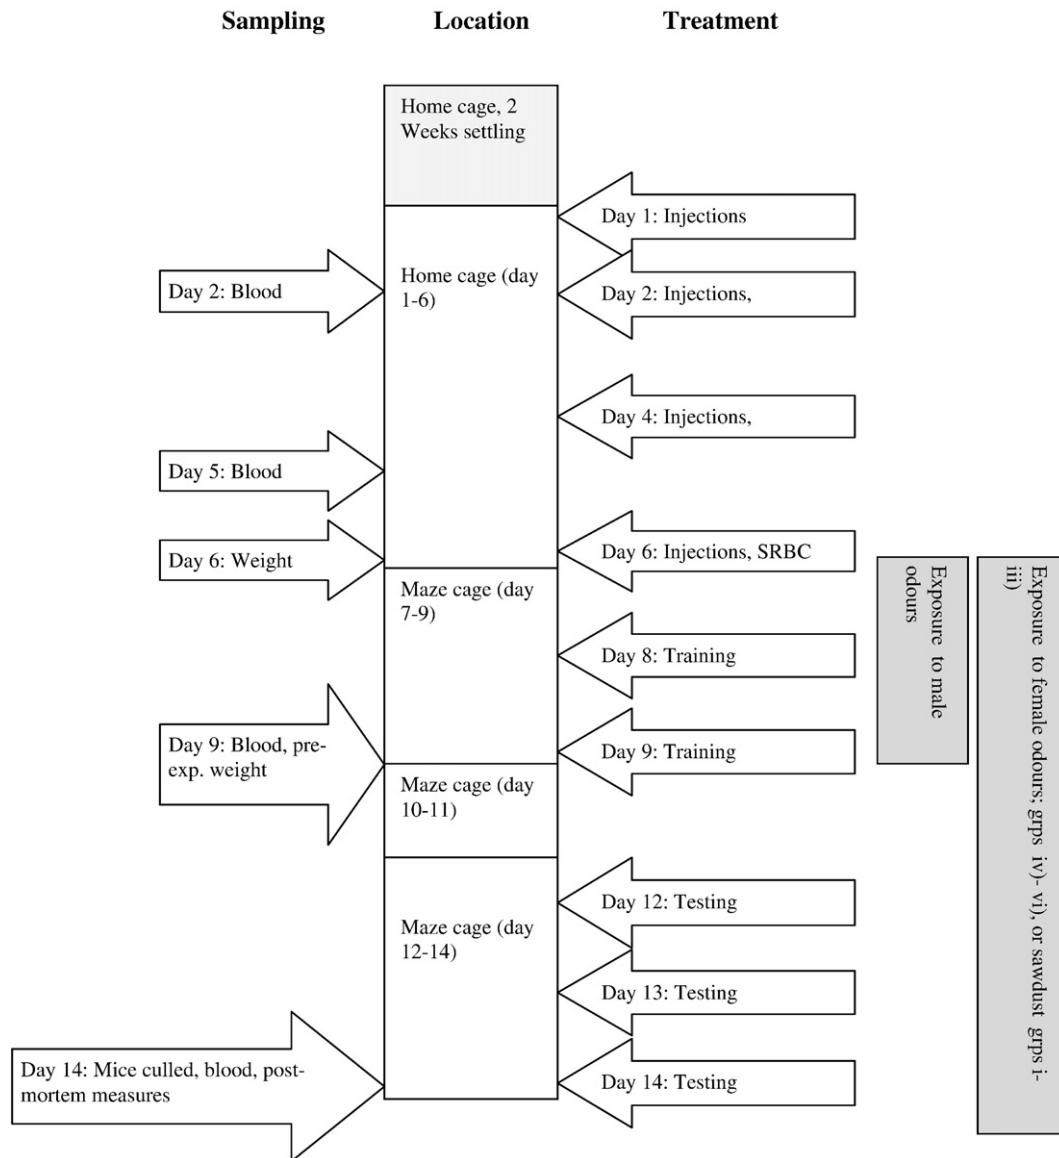 Sampling
Location
Treatment
Home cage, 2
Weeks settling
Day 1: Injections
Home cage (day
1-6)
Day 2: Blood
Day 2: Injections,
Day 4: Injections,
Day 5: Blood
Day 6: Weight
Day 6: Injections, SRBC
Maze cage (day
7-9)
Day 8: Training
Day 9: Blood, pre-
exp. weight
Day 9: Training
Maze cage (day
10-11)
Day 12: Testing
Maze cage (day
12-14)
Day 13: Testing
Day 14: Mice culled, blood, post-
mortem measures
Day 14: Testing
Exposure to male
odours
Exposure to female odours; grps iv)- vi), or sawdust grps i-
iii)